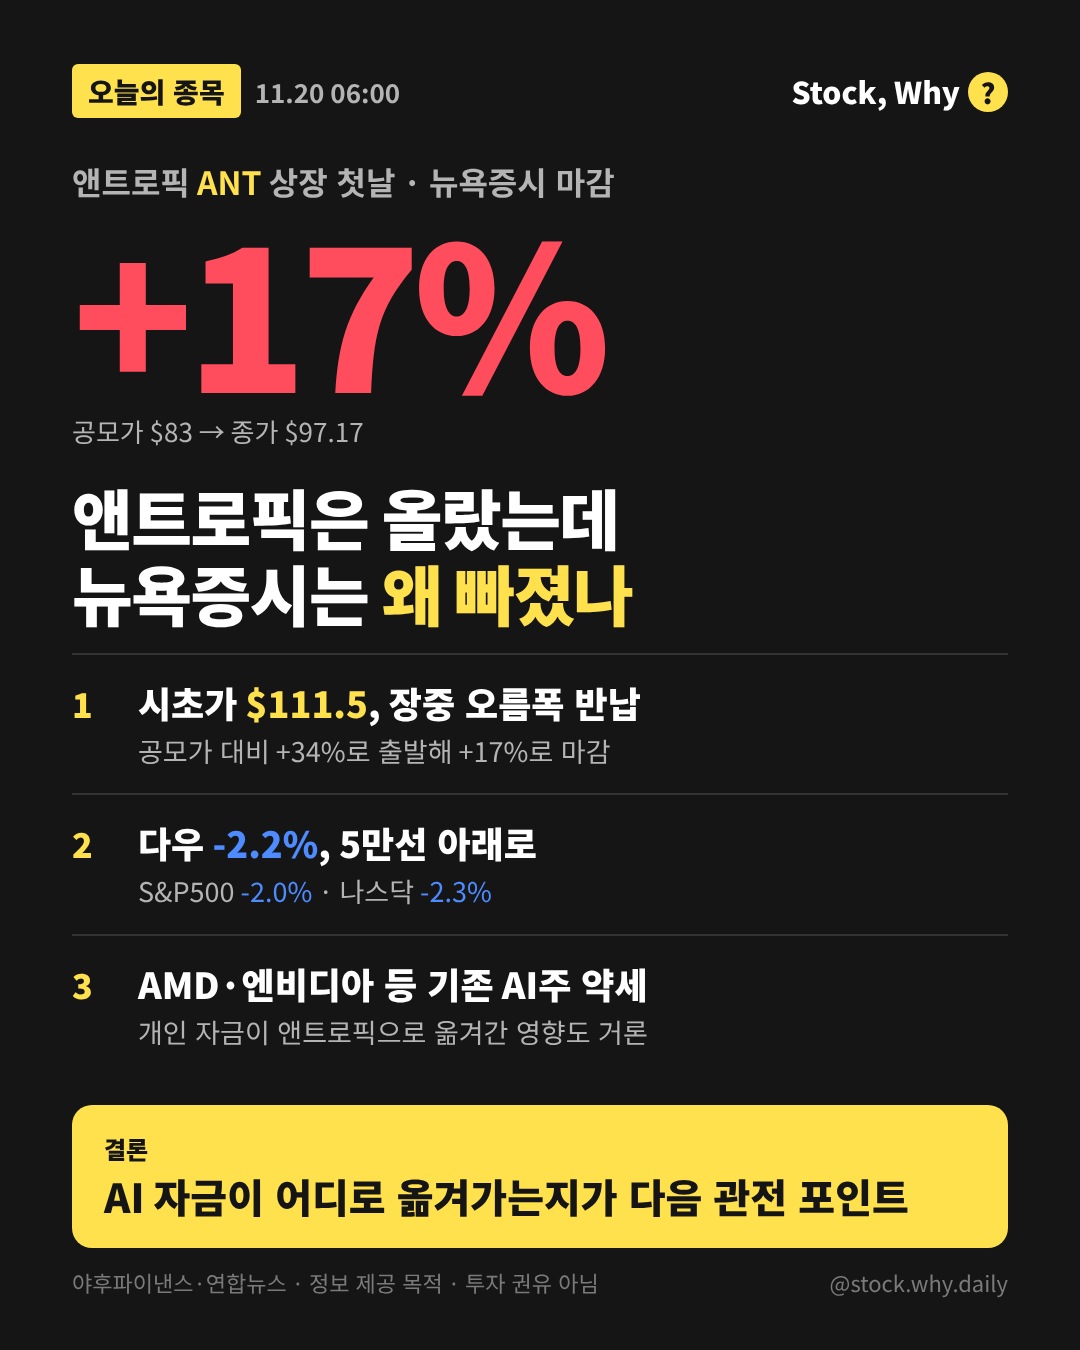 오늘의 종목 11.20 06:00 Stock, Why ?
앤트로픽 ANT 상장 첫날 · 뉴욕증시 마감
+17%
공모가 $83 → 종가 $97.17
앤트로픽은 올랐는데
뉴욕증시는 왜 빠졌나
1 시초가 $111.5, 장중 오름폭 반납
공모가 대비 +34%로 출발해 +17%로 마감
2 다우 -2.2%, 5만선 아래로
S&P500 -2.0% · 나스닥 -2.3%
3 AMD·엔비디아 등 기존 AI주 약세
개인 자금이 앤트로픽으로 옮겨간 영향도 거론
결론
AI 자금이 어디로 옮겨가는지가 다음 관전 포인트
야후파이낸스·연합뉴스 · 정보 제공 목적 · 투자 권유 아님 @stock.why.daily